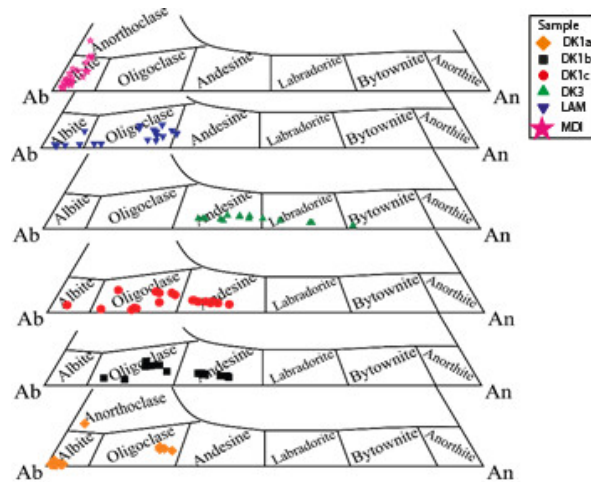 Sample
DK1a
DK1b
DK1c
DK3
LAM
MDI
Anorthoclase
Albite Oligoclase Andesine Labradorite Bytownite Anorthite
Ab An
Albite Oligoclase Andesine Labradorite Bytownite Anorthite
Ab An
Albite Oligoclase Andesine Labradorite Bytownite Anorthite
Ab An
Albite Oligoclase Andesine Labradorite Bytownite Anorthite
Ab An
Albite Oligoclase Andesine Labradorite Bytownite Anorthite
Ab An
Anorthoclase
Albite Oligoclase Andesine Labradorite Bytownite Anorthite
Ab An